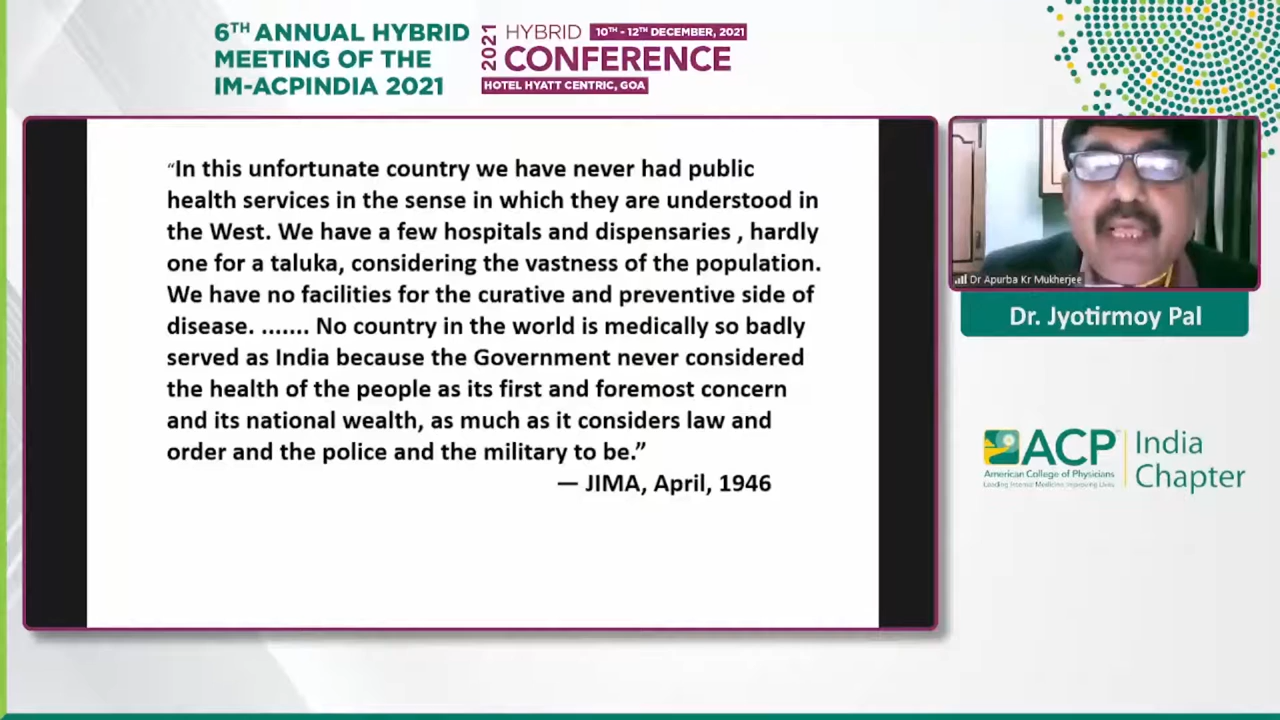 6TH ANNUAL HYBRID
MEETING OF THE
IM-ACPINDIA 2021
2021
HYBRID
10TH - 12TH DECEMBER, 2021
CONFERENCE
HOTEL HYATT CENTRIC, GOA
“In this unfortunate country we have never had public
health services in the sense in which they are understood in
the West. We have a few hospitals and dispensaries , hardly
one for a taluka, considering the vastness of the population.
We have no facilities for the curative and preventive side of
disease. ....... No country in the world is medically so badly
served as India because the Government never considered
the health of the people as its first and foremost concern
and its national wealth, as much as it considers law and
order and the police and the military to be.”
— JIMA, April, 1946
Dr Apurba Kr Mukherjee
Dr. Jyotirmoy Pal
ACP
American College of Physicians
Leading Internal Medicine, Improving Lives
India
Chapter